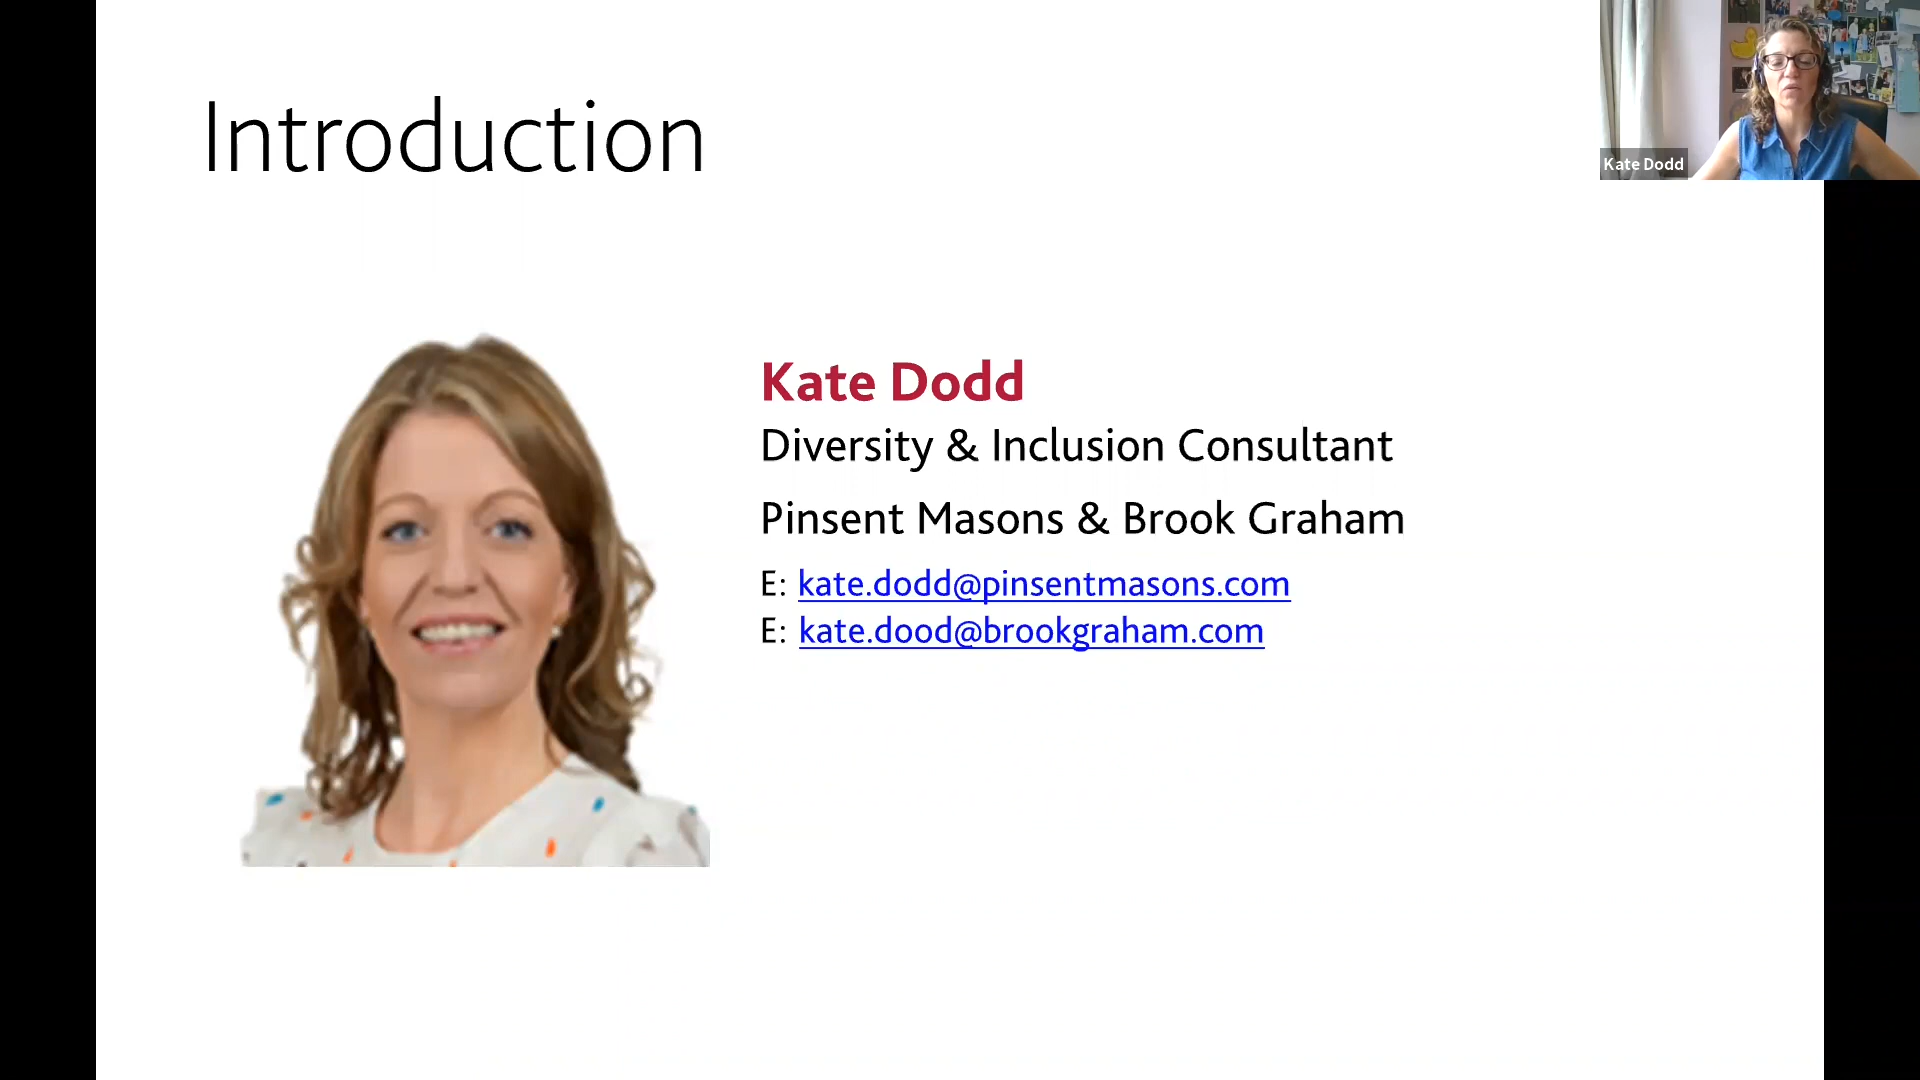 Introduction
Kate Dodd
Kate Dodd
Diversity & Inclusion Consultant
Pinsent Masons & Brook Graham
E: kate.dodd@pinsentmasons.com
E: kate.dood@brookgraham.com